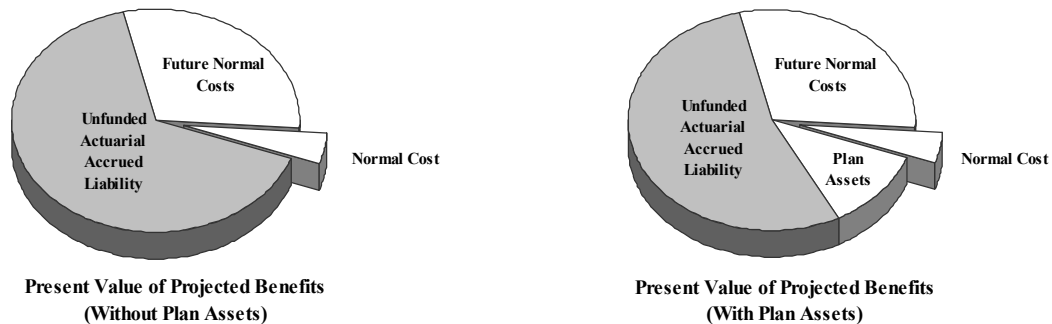 Future Normal
Costs
Unfunded
Actuarial
Accrued
Liability
Normal Cost
Present Value of Projected Benefits
(Without Plan Assets)
Future Normal
Costs
Unfunded
Actuarial
Accrued
Liability
Plan
Assets
Normal Cost
Present Value of Projected Benefits
(With Plan Assets)